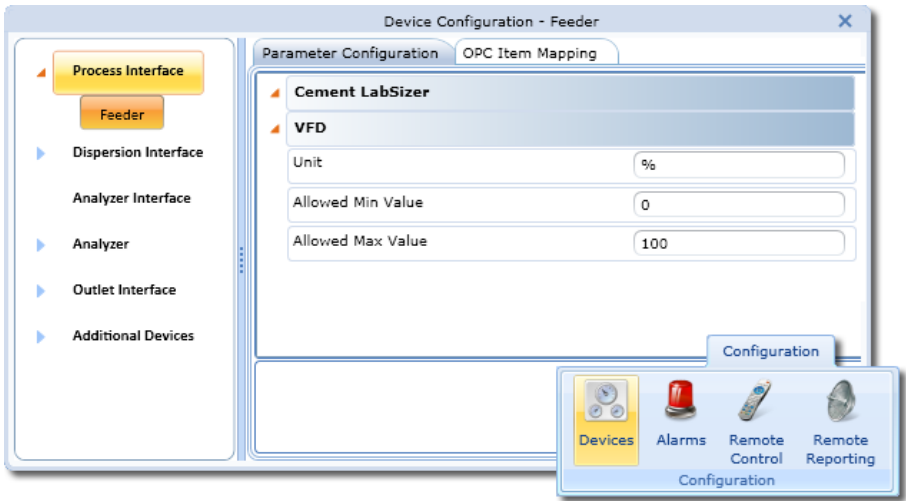 Device Configuration - Feeder
Process Interface
Feeder
Dispersion Interface
Analyzer Interface
Analyzer
Outlet Interface
Additional Devices
Parameter Configuration OPC Item Mapping
Cement LabSizer
VFD
Unit %
Allowed Min Value 0
Allowed Max Value 100
Configuration
Devices Alarms Remote Control Remote Reporting
Configuration